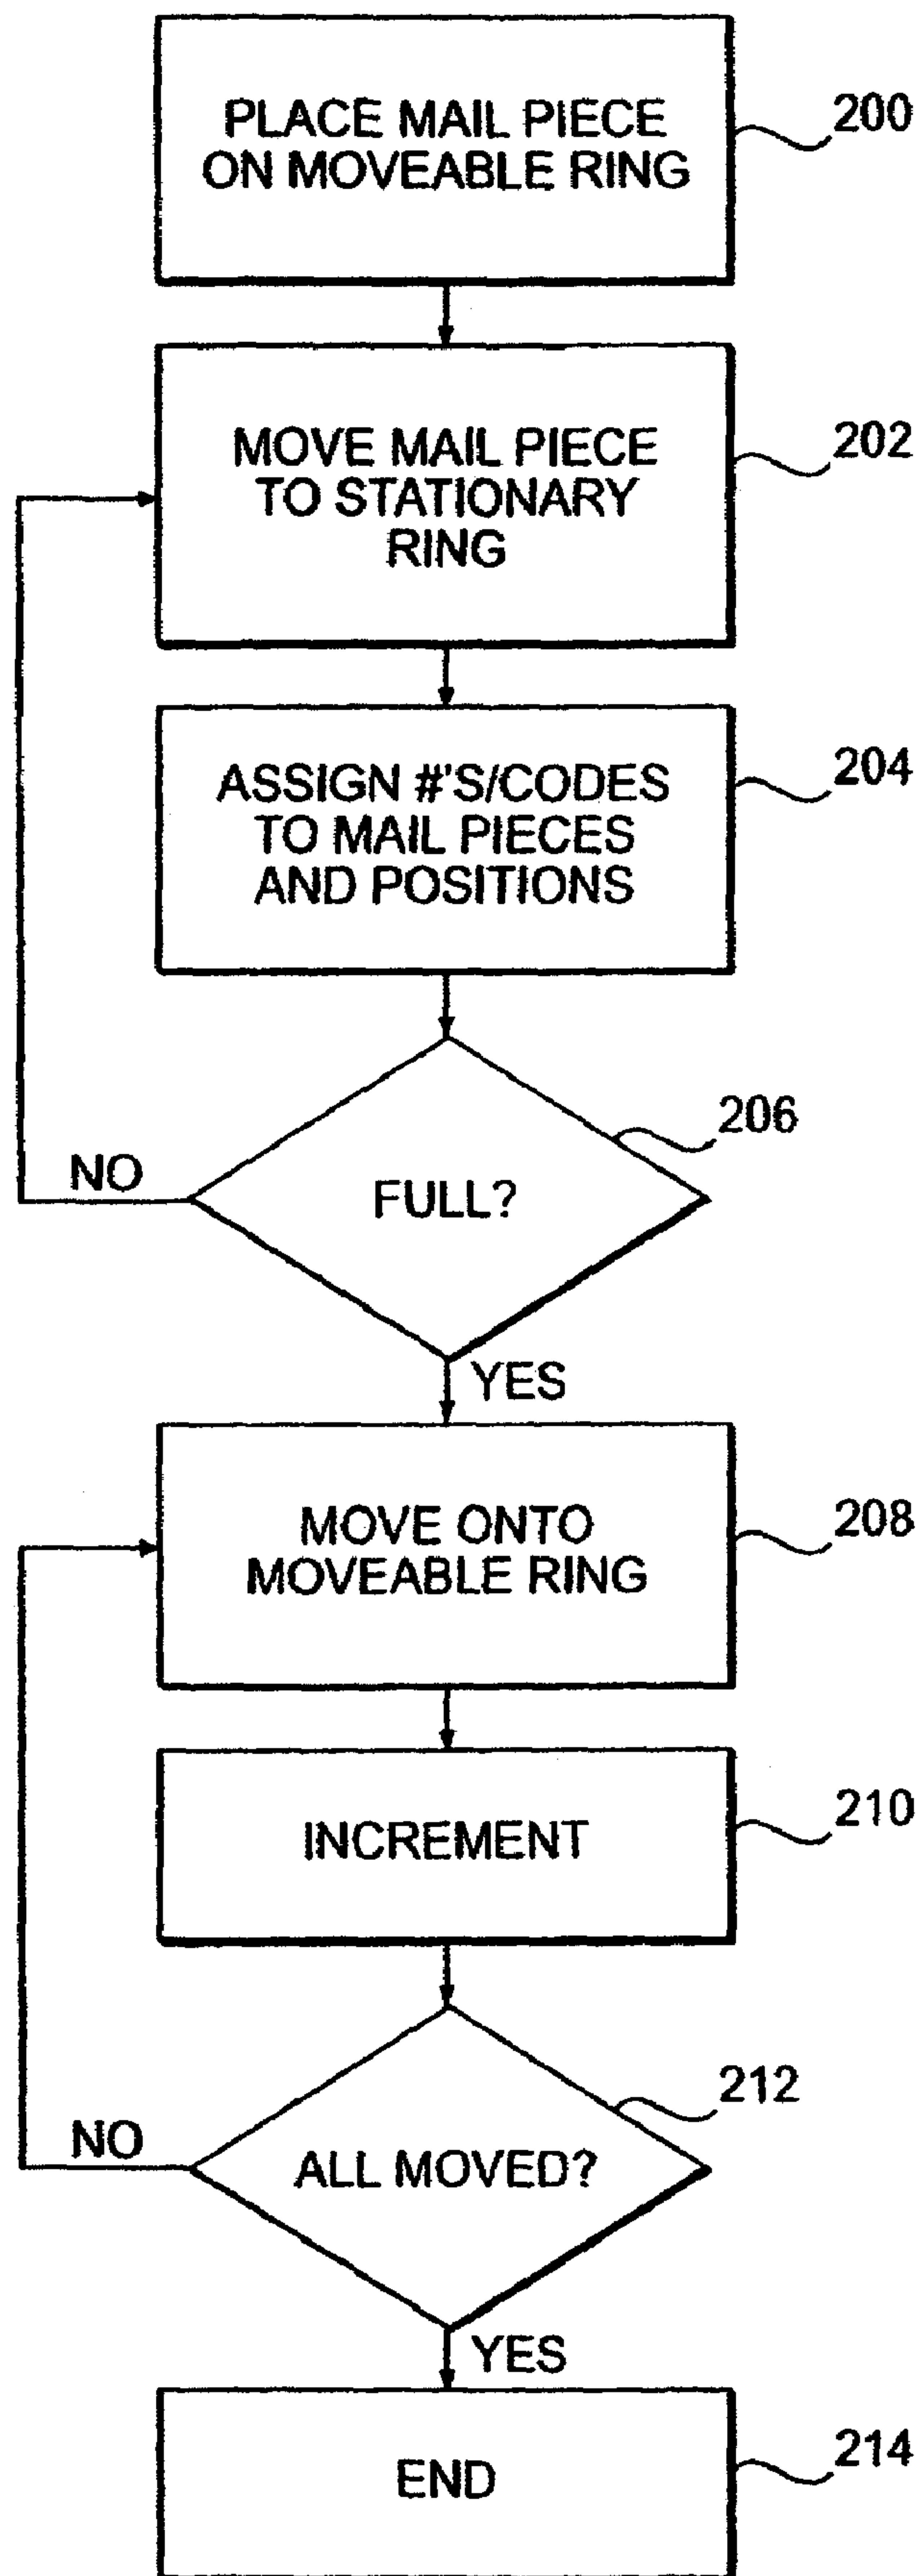 PLACE MAIL PIECE
ON MOVEABLE RING
200
MOVE MAIL PIECE
TO STATIONARY
RING
202
ASSIGN #'S/CODES
TO MAIL PIECES
AND POSITIONS
204
FULL?
206
NO
YES
MOVE ONTO
MOVEABLE RING
208
INCREMENT
210
ALL MOVED?
212
NO
YES
END
214